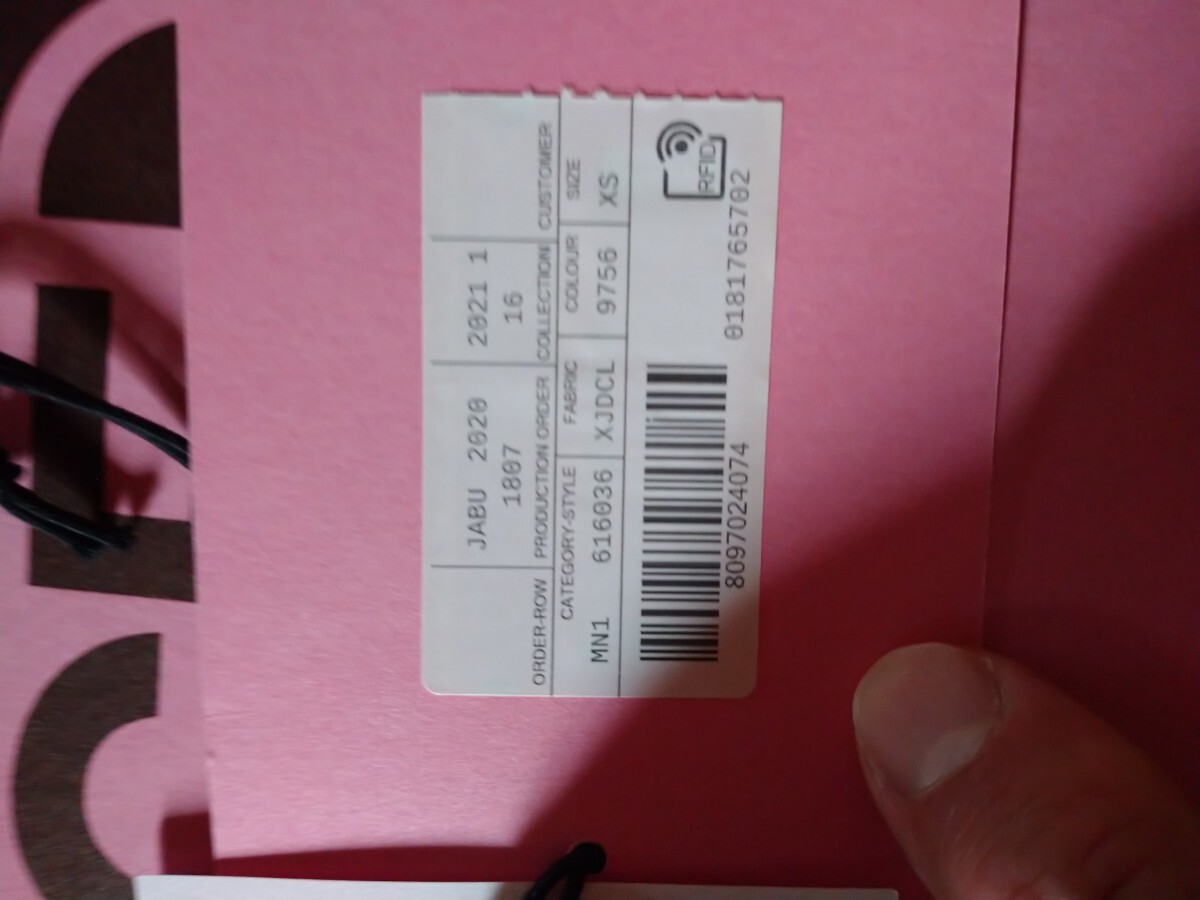 JABU 2020 2021 1
1807 16
ORDER-ROW PRODUCTION ORDER COLLECTION CUSTOMER
CATEGORY-STYLE FABRIC COLOUR SIZE
MN1 616036 XJDCL 9756 XS
RFID
8097024074 0181765702